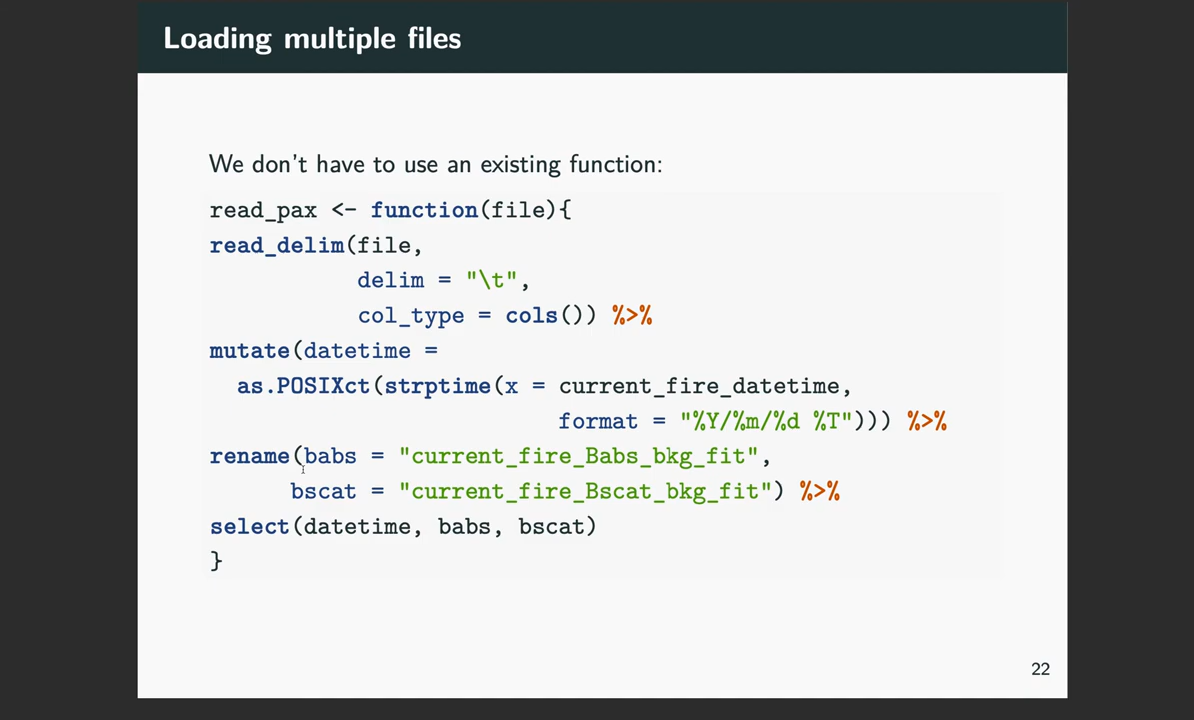 Loading multiple files
We don't have to use an existing function:
read_pax <- function(file){
read_delim(file,
           delim = "\t",
           col_type = cols()) %>%
mutate(datetime =
  as.POSIXct(strptime(x = current_fire_datetime,
                          format = "%Y/%m/%d %T"))) %>%
rename(babs = "current_fire_Babs_bkg_fit",
      bscat = "current_fire_Bscat_bkg_fit") %>%
select(datetime, babs, bscat)
}
22